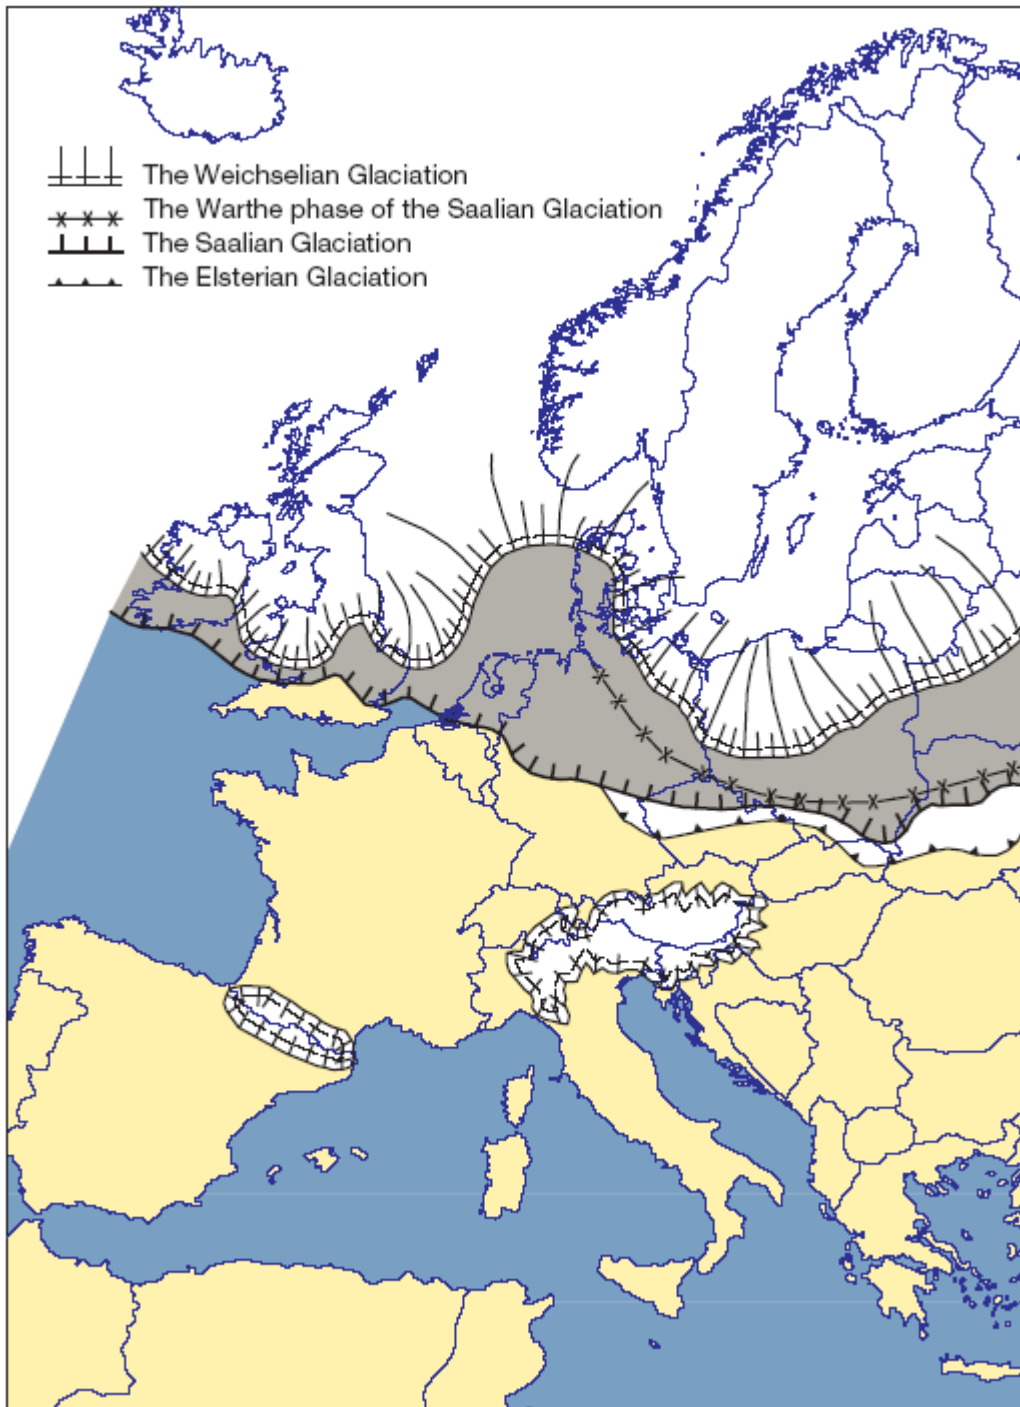 The Weichselian Glaciation
The Warthe phase of the Saalian Glaciation
The Saalian Glaciation
The Elsterian Glaciation